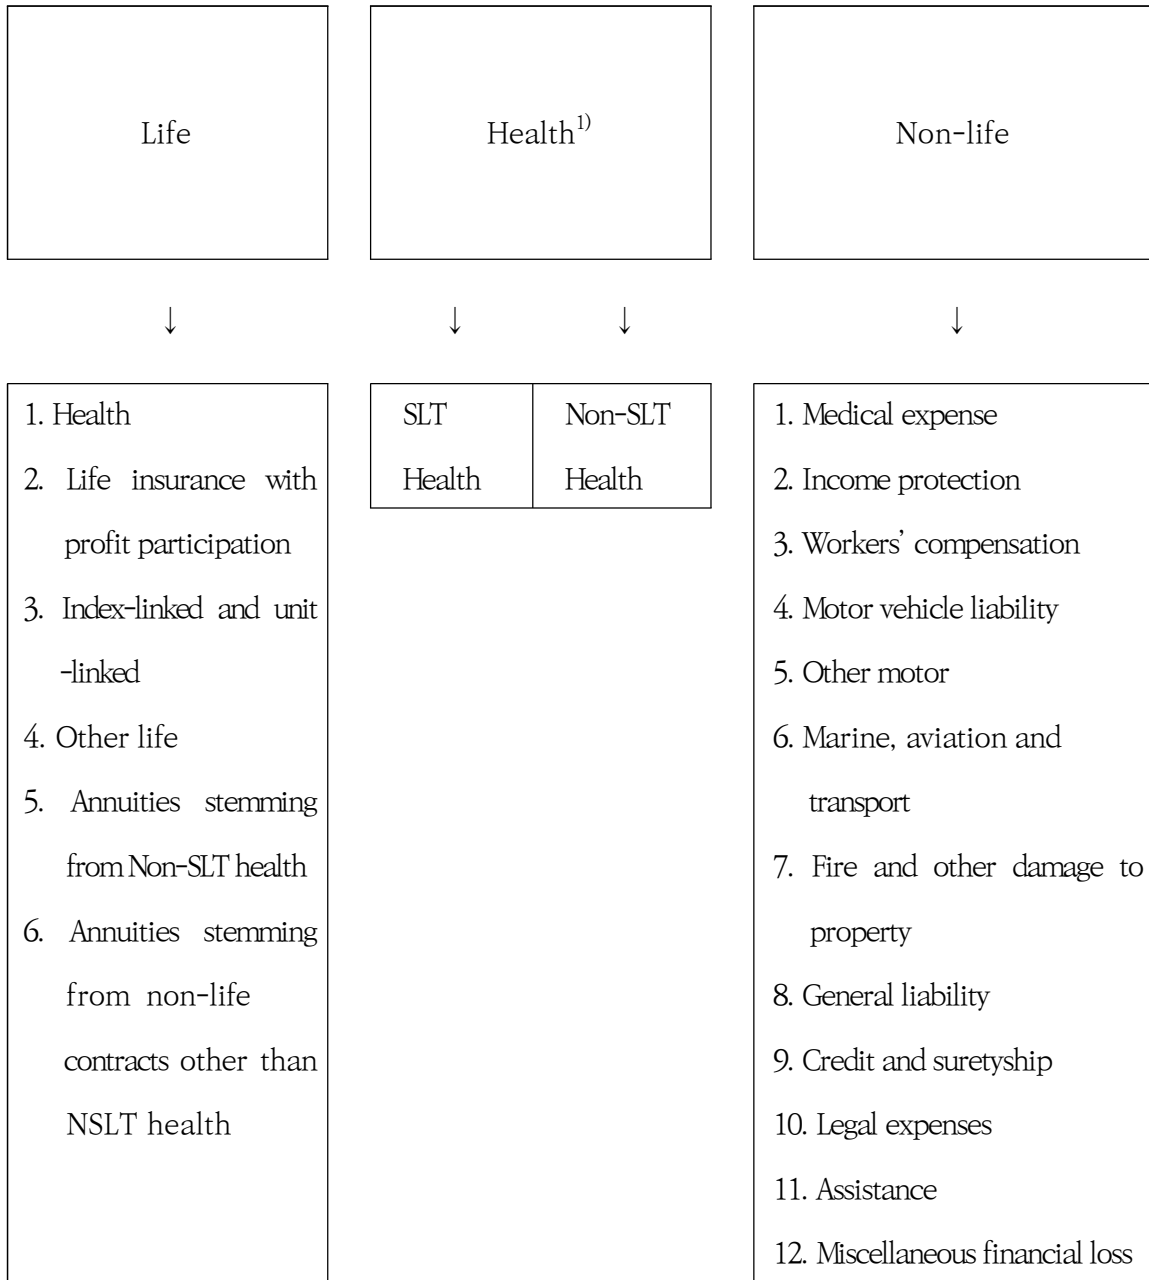 Life
Health1)
Non-life
↓
↓
↓
↓
1. Health
2. Life insurance with
profit participation
3. Index-linked and unit
-linked
4. Other life
5. Annuities stemming
from Non-SLT health
6. Annuities stemming
from non-life
contracts other than
NSLT health
SLT
Health
Non-SLT
Health
1. Medical expense
2. Income protection
3. Workers’ compensation
4. Motor vehicle liability
5. Other motor
6. Marine, aviation and
transport
7. Fire and other damage to
property
8. General liability
9. Credit and suretyship
10. Legal expenses
11. Assistance
12. Miscellaneous financial loss